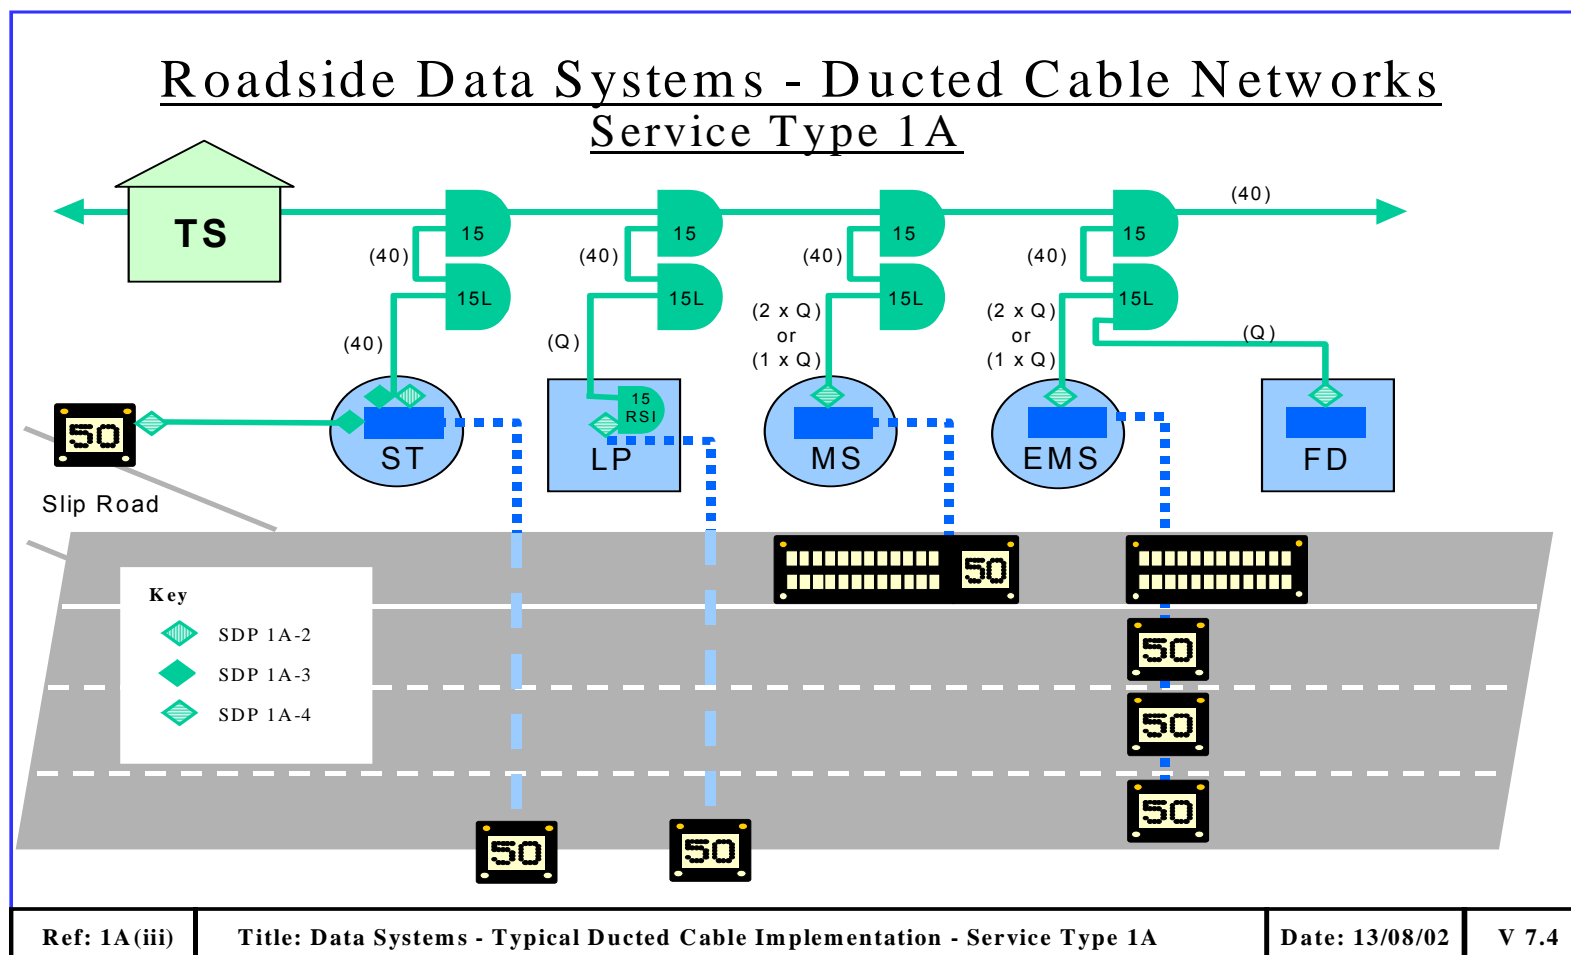 Roadside Data Systems - Ducted Cable Networks
Service Type 1A
TS
15
15
15
15
(40)
(40)
(40)
(40)
(40)
15L
15L
15L
15L
(40)
(Q)
(2 x Q)
or
(1 x Q)
(2 x Q)
or
(1 x Q)
(Q)
50
ST
15
RSI
LP
MS
EMS
FD
Slip Road
50
Key
SDP 1A-2
SDP 1A-3
SDP 1A-4
50
50
50
50
50
Ref: 1A(iii)
Title: Data Systems - Typical Ducted Cable Implementation - Service Type 1A
Date: 13/08/02
V 7.4